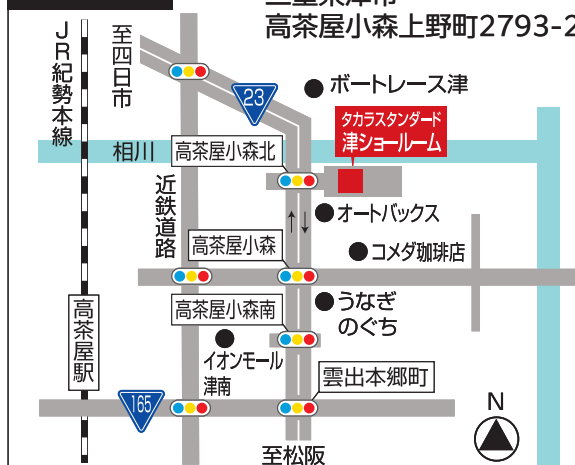 高茶屋小森上野町2793-2
JR紀勢本線
至四日市
23
ボートレース津
タカラスタンダード
津ショールーム
相川
高茶屋小森北
近鉄道路
オートバックス
高茶屋小森
コメダ珈琲店
高茶屋小森南
うなぎ
のぐち
高茶屋駅
イオンモール
津南
雲出本郷町
165
N
至松阪